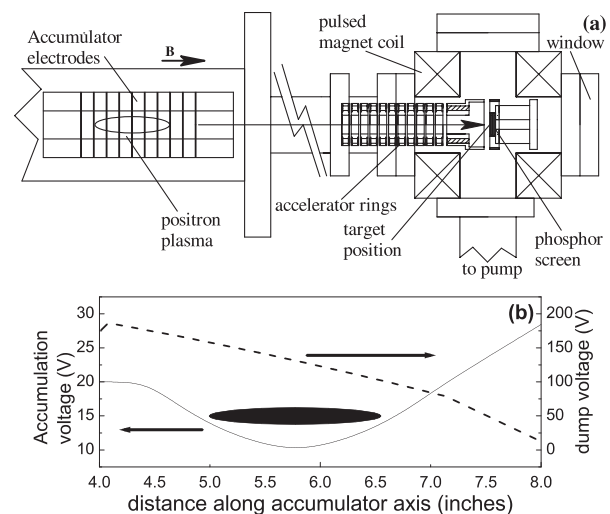 pulsed
magnet coil
(a)
window
Accumulator
electrodes
B
positron
plasma
accelerator rings
target
position
phosphor
screen
to pump
(b)
30
25
20
15
10
Accumulation
voltage (V)
200
150
100
50
0
dump voltage (V)
4.0 4.5 5.0 5.5 6.0 6.5 7.0 7.5 8.0
distance along accumulator axis (inches)